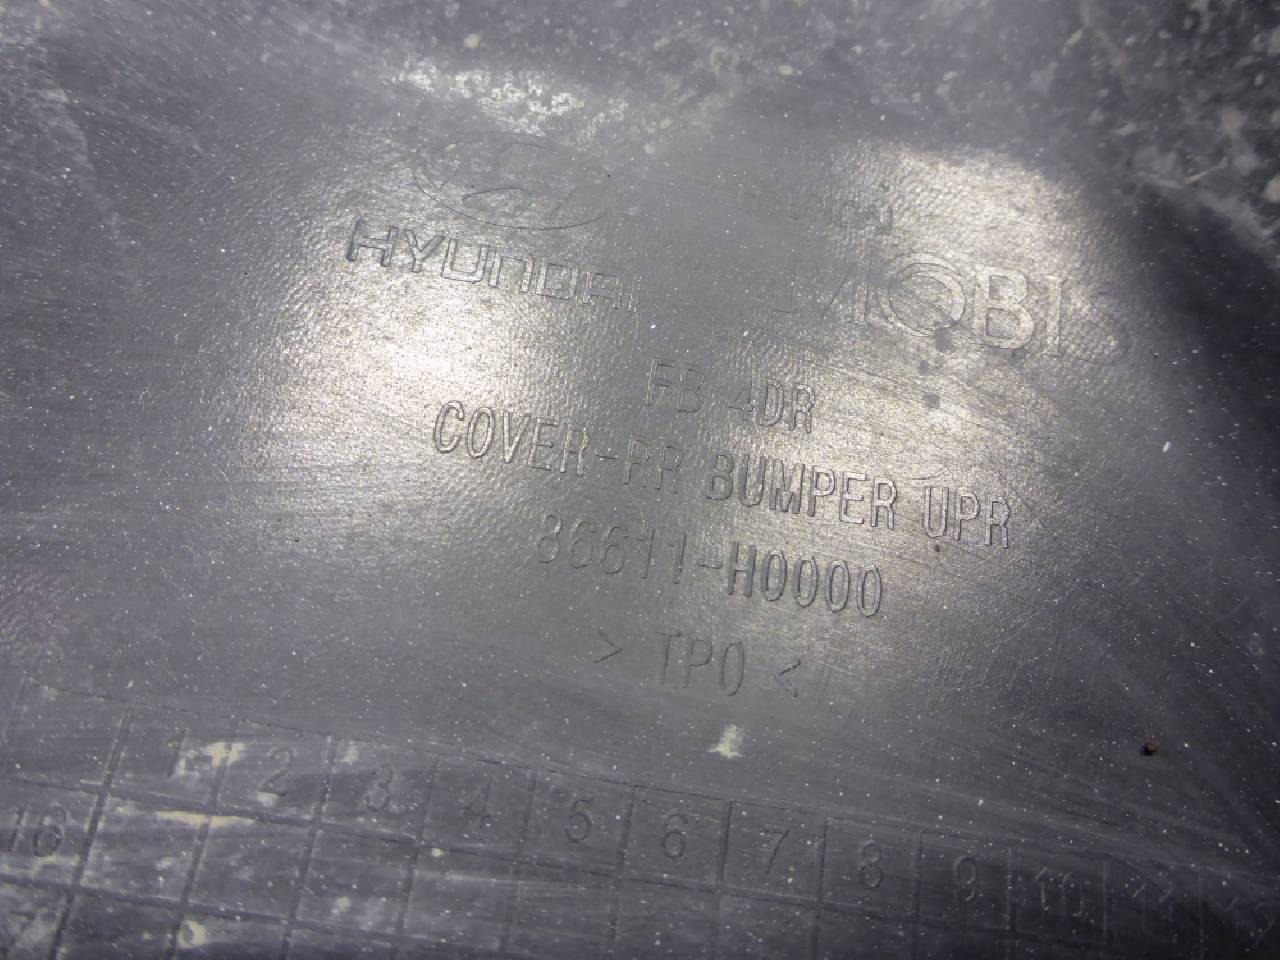 HYUNDAI
MOBIS
FB 4DR
COVER-RR BUMPER UPR
86611-H0000
> TPO <
1 2 3 4 5 6 7 8 9 10 11
16